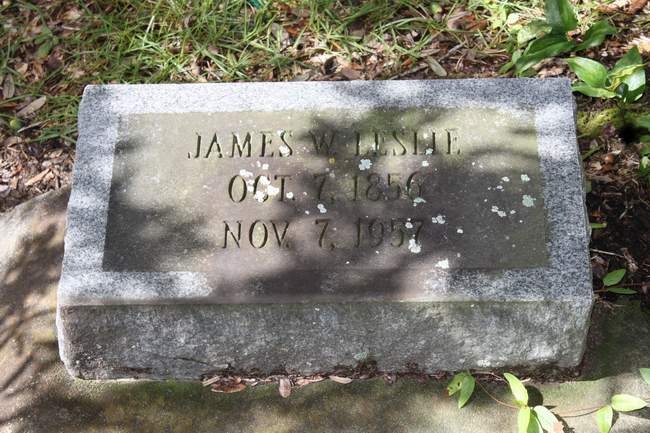 JAMES W. LESLIE
OCT. 7, 1856
NOV. 7, 1957